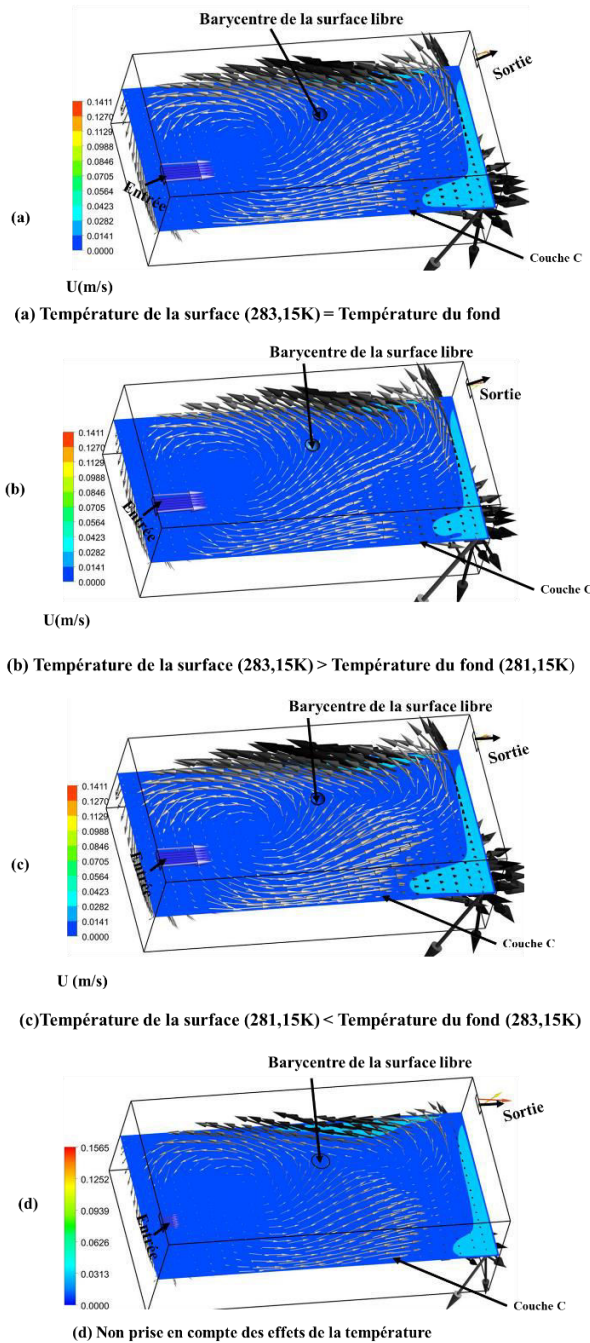 Barycentre de la surface libre
Sortie
0.1411
0.1270
0.1129
0.0988
0.0846
0.0705
0.0564
0.0423
0.0282
0.0141
0.0000
Entrée
(a)
Couche C
U(m/s)
(a) Température de la surface (283,15K) = Température du fond
Barycentre de la surface libre
Sortie
0.1411
0.1270
0.1129
0.0988
0.0846
0.0705
0.0564
0.0423
0.0282
0.0141
0.0000
Entrée
(b)
Couche C
U(m/s)
(b) Température de la surface (283,15K) > Température du fond (281,15K)
Barycentre de la surface libre
Sortie
0.1411
0.1270
0.1129
0.0988
0.0846
0.0705
0.0564
0.0423
0.0282
0.0141
0.0000
Entrée
(c)
Couche C
U (m/s)
(c)Température de la surface (281,15K) < Température du fond (283,15K)
Barycentre de la surface libre
Sortie
0.1565
0.1252
0.0939
0.0626
0.0313
0.0000
Entrée
(d)
Couche C
(d) Non prise en compte des effets de la température